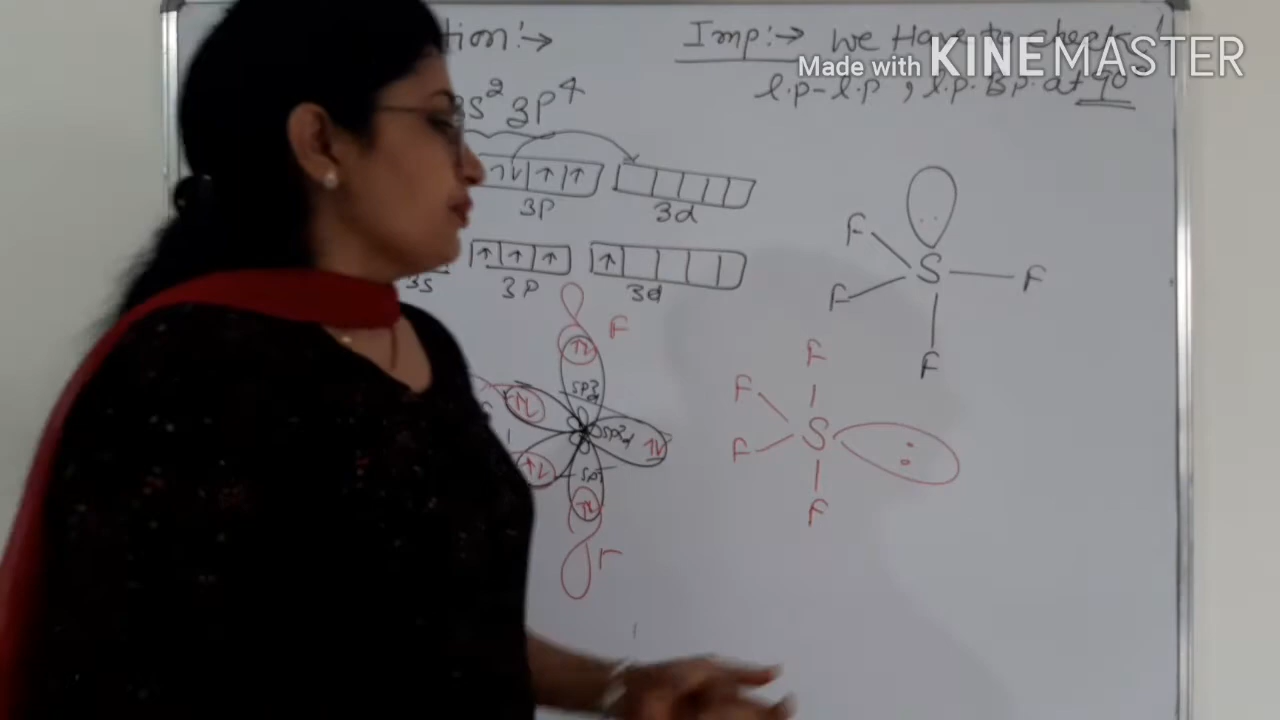 tion:→
Imp:→ We Have to check
l.p-l.p, l.p. B.p. at 90°
Made with KINEMASTER
3s² 3p⁴
3p
3d
3s
3p
3d
F
sp3d
sp3d
sp3
F
F
F
S
F
F
F
F
S
F
F